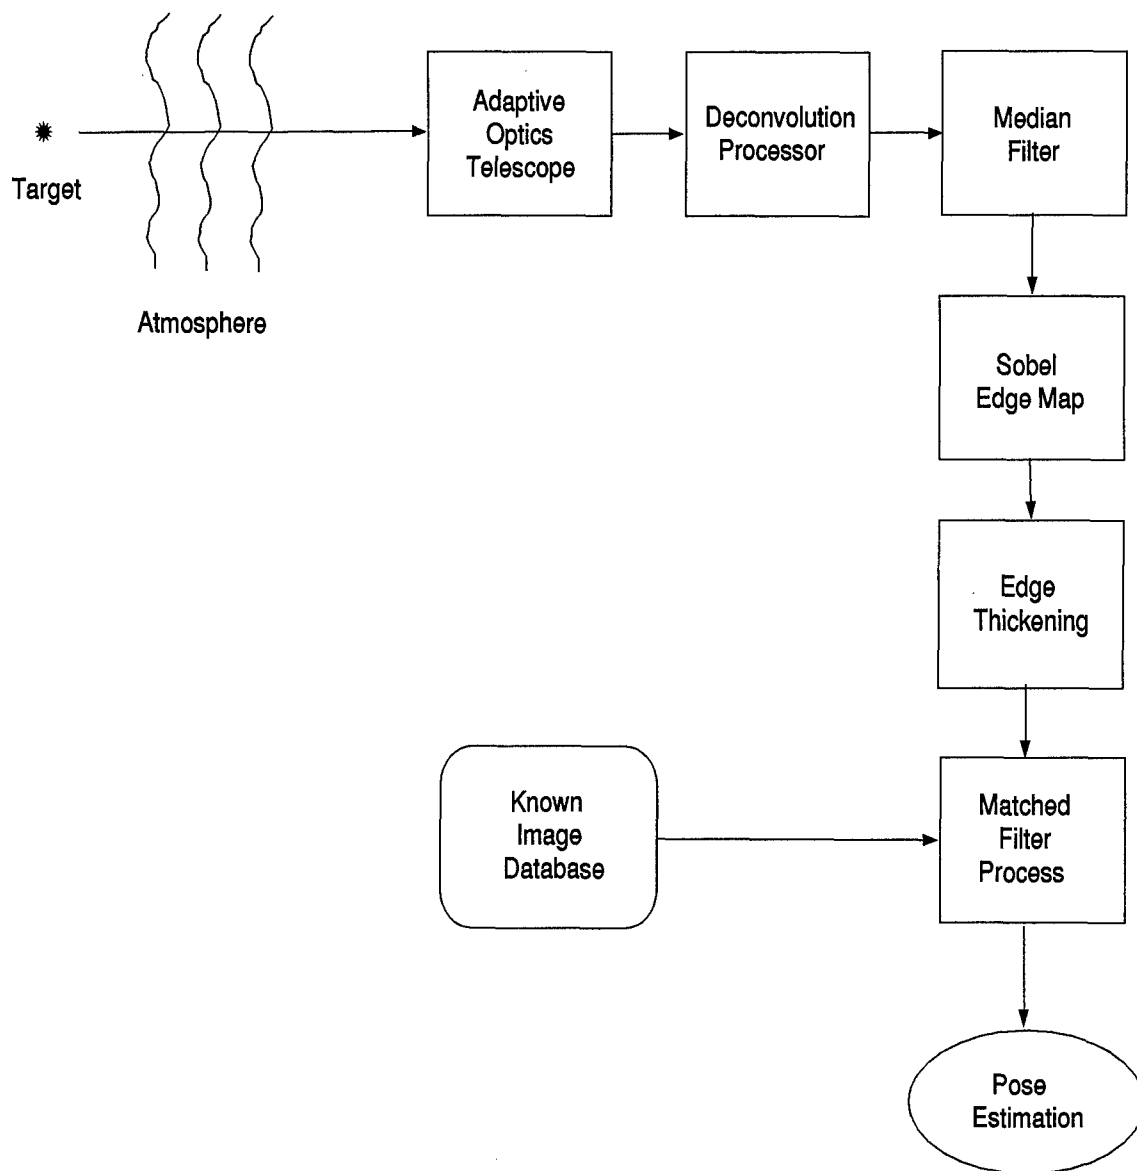 Adaptive
Optics
Telescope
Deconvolution
Processor
Median
Filter
Target
Atmosphere
Sobel
Edge Map
Edge
Thickening
Known
Image
Database
Matched
Filter
Process
Pose
Estimation